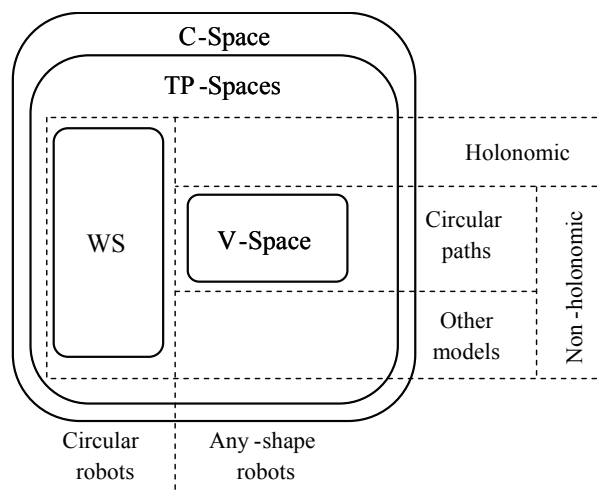 C-Space
TP-Spaces
Holonomic
WS
V-Space
Circular
paths
Non-holonomic
Other
models
Circular
robots
Any-shape
robots